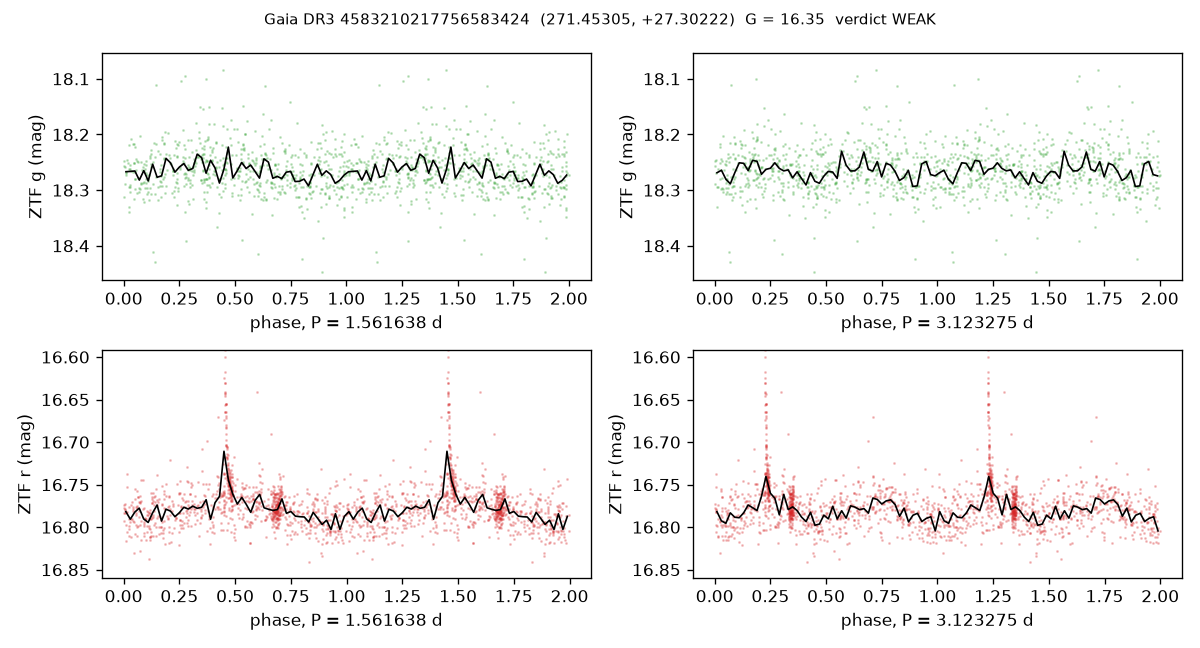 Gaia DR3 4583210217756583424 (271.45305, +27.30222) G = 16.35 verdict WEAK
ZTF g (mag)
18.1
18.2
18.3
18.4
0.00 0.25 0.50 0.75 1.00 1.25 1.50 1.75 2.00
phase, P = 1.561638 d
ZTF g (mag)
18.1
18.2
18.3
18.4
0.00 0.25 0.50 0.75 1.00 1.25 1.50 1.75 2.00
phase, P = 3.123275 d
ZTF r (mag)
16.60
16.65
16.70
16.75
16.80
16.85
0.00 0.25 0.50 0.75 1.00 1.25 1.50 1.75 2.00
phase, P = 1.561638 d
ZTF r (mag)
16.60
16.65
16.70
16.75
16.80
16.85
0.00 0.25 0.50 0.75 1.00 1.25 1.50 1.75 2.00
phase, P = 3.123275 d